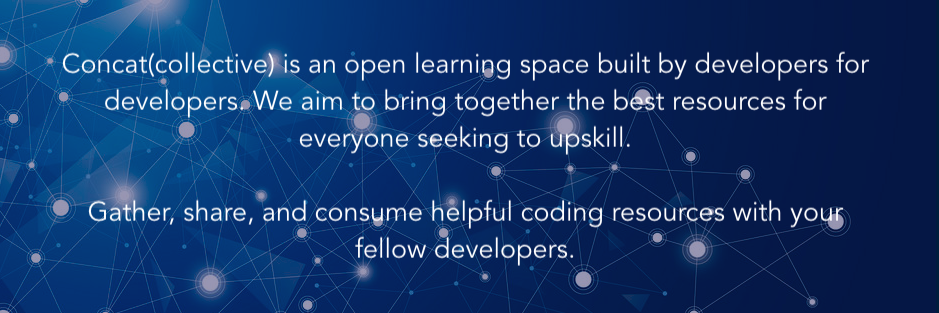 Concat(collective) is an open learning space built by developers for
developers. We aim to bring together the best resources for
everyone seeking to upskill.
Gather, share, and consume helpful coding resources with your
fellow developers.